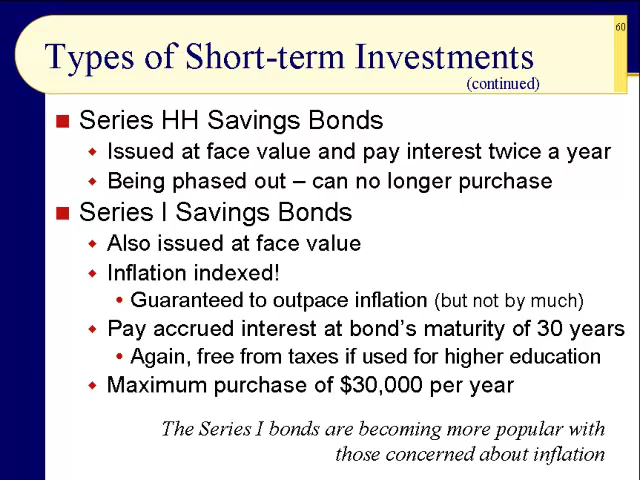 60
Types of Short-term Investments
(continued)
Series HH Savings Bonds
Issued at face value and pay interest twice a year
Being phased out – can no longer purchase
Series I Savings Bonds
Also issued at face value
Inflation indexed!
Guaranteed to outpace inflation (but not by much)
Pay accrued interest at bond's maturity of 30 years
Again, free from taxes if used for higher education
Maximum purchase of $30,000 per year
The Series I bonds are becoming more popular with
those concerned about inflation